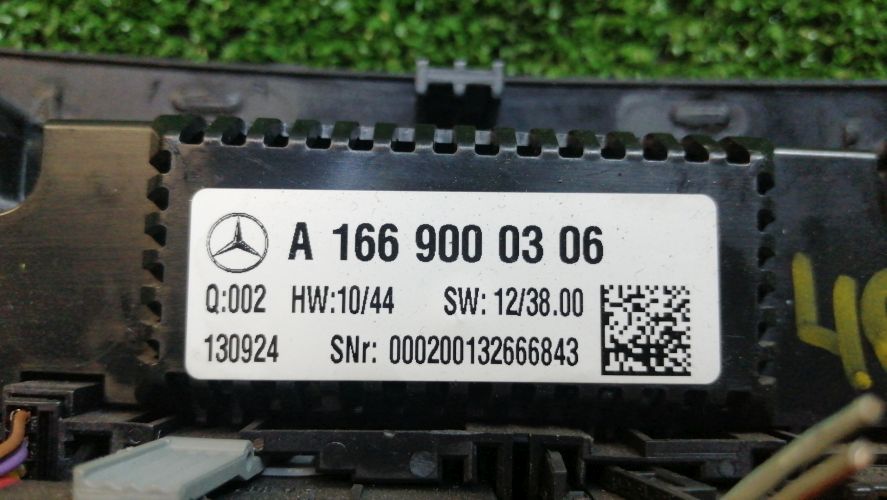 A 166 900 03 06
Q:002 HW:10/44 SW: 12/38.00
130924 SNr: 000200132666843